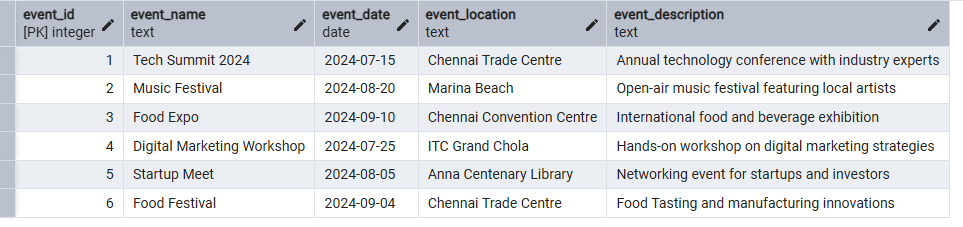 event_id event_name event_date event_location event_description
[PK] integer text date text text
1 Tech Summit 2024 2024-07-15 Chennai Trade Centre Annual technology conference with industry experts
2 Music Festival 2024-08-20 Marina Beach Open-air music festival featuring local artists
3 Food Expo 2024-09-10 Chennai Convention Centre International food and beverage exhibition
4 Digital Marketing Workshop 2024-07-25 ITC Grand Chola Hands-on workshop on digital marketing strategies
5 Startup Meet 2024-08-05 Anna Centenary Library Networking event for startups and investors
6 Food Festival 2024-09-04 Chennai Trade Centre Food Tasting and manufacturing innovations